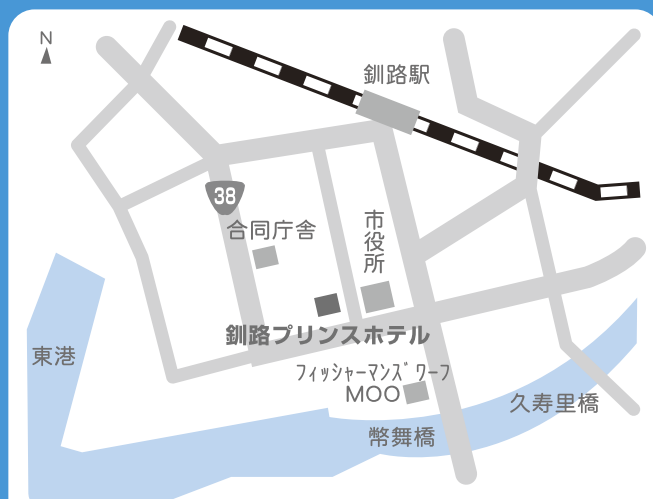 N
釧路駅
38
合同庁舎
市役所
釧路プリンスホテル
東港
フィッシャーマンズワーフ
MOO
久寿里橋
幣舞橋